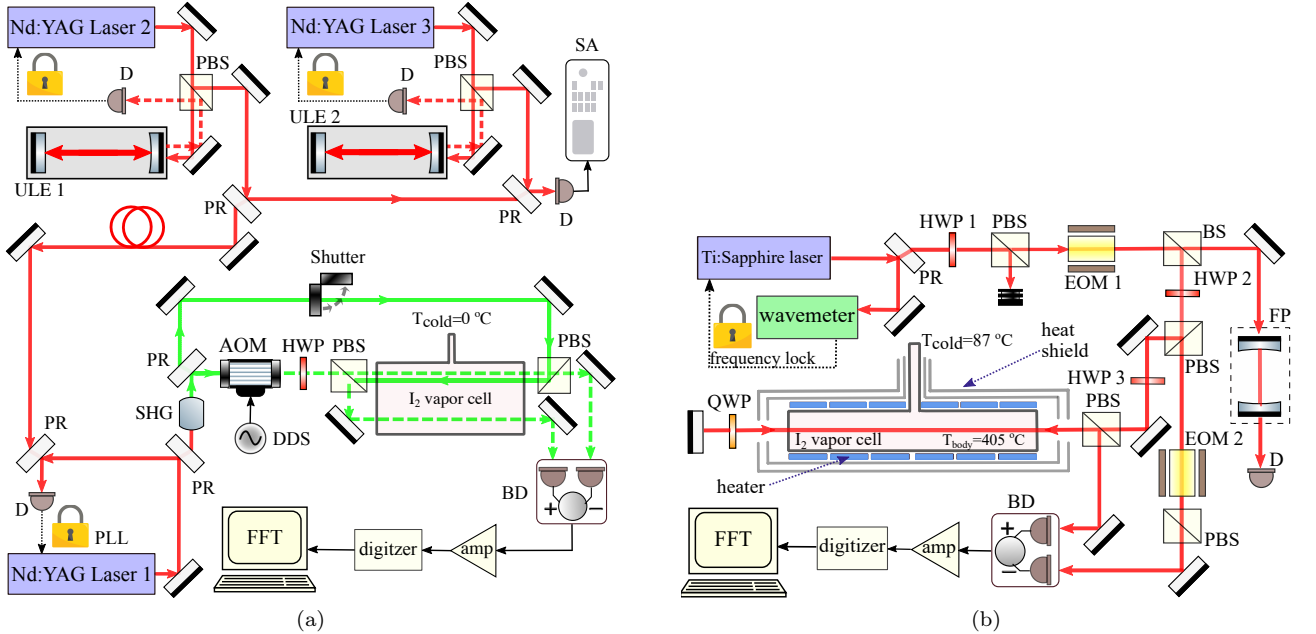 Nd:YAG Laser 2
D
PBS
ULE 1
Nd:YAG Laser 3
D
PBS
ULE 2
SA
PR
PR
D
Shutter
T_cold=0 °C
PR
AOM
HWP
PBS
PBS
I₂ vapor cell
SHG
DDS
PR
PR
D
PLL
BD
+
−
Nd:YAG Laser 1
FFT
digitzer
amp
(a)
HWP 1
PBS
BS
Ti:Sapphire laser
PR
EOM 1
HWP 2
wavemeter
frequency lock
T_cold=87 °C
heat
shield
FP
PBS
HWP 3
QWP
PBS
I₂ vapor cell
T_body=405 °C
EOM 2
heater
D
BD
+
−
PBS
FFT
digitizer
amp
(b)